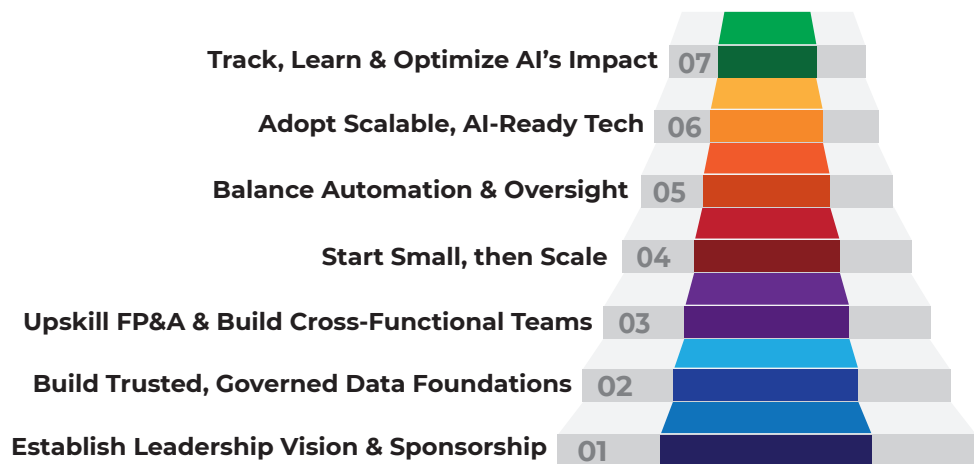 Track, Learn & Optimize AI’s Impact 07
Adopt Scalable, AI-Ready Tech 06
Balance Automation & Oversight 05
Start Small, then Scale 04
Upskill FP&A & Build Cross-Functional Teams 03
Build Trusted, Governed Data Foundations 02
Establish Leadership Vision & Sponsorship 01